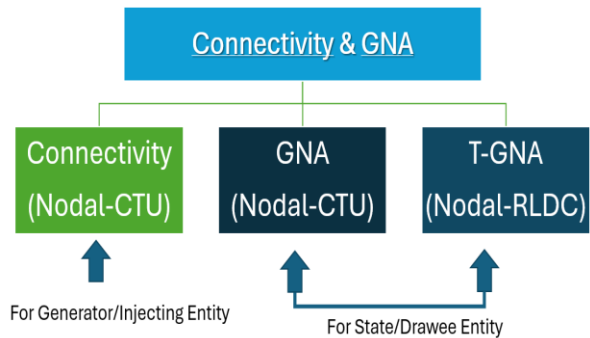 Connectivity & GNA
Connectivity
(Nodal-CTU)
GNA
(Nodal-CTU)
T-GNA
(Nodal-RLDC)
For Generator/Injecting Entity
For State/Drawee Entity